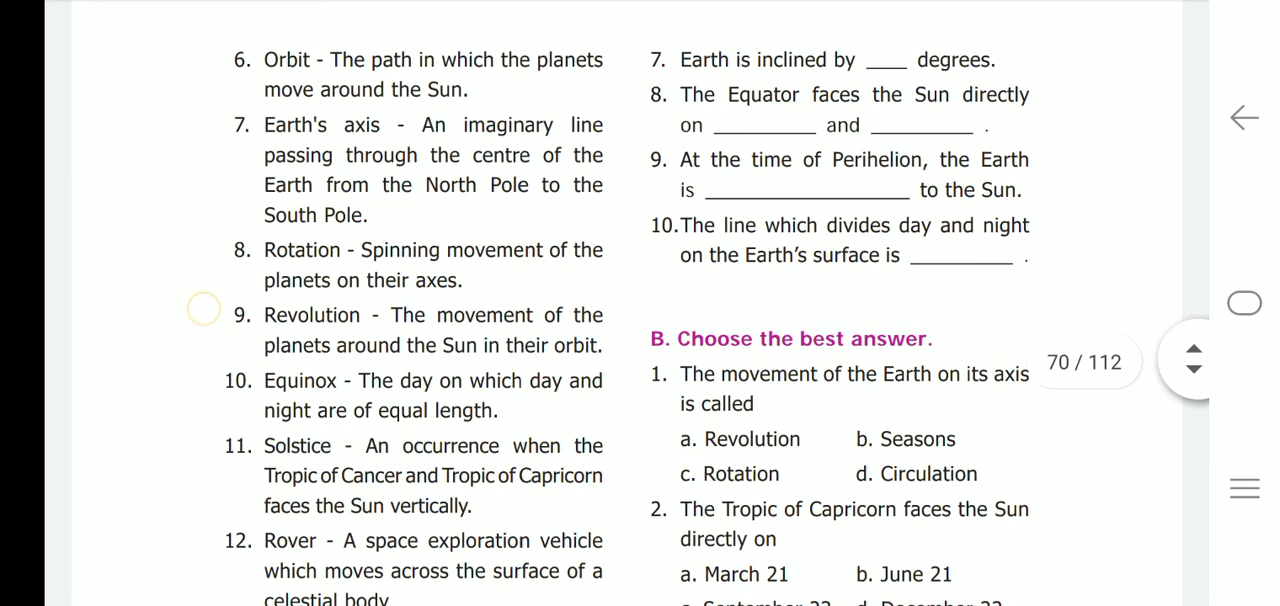 6. Orbit - The path in which the planets
move around the Sun.
7. Earth's axis - An imaginary line
passing through the centre of the
Earth from the North Pole to the
South Pole.
8. Rotation - Spinning movement of the
planets on their axes.
9. Revolution - The movement of the
planets around the Sun in their orbit.
10. Equinox - The day on which day and
night are of equal length.
11. Solstice - An occurrence when the
Tropic of Cancer and Tropic of Capricorn
faces the Sun vertically.
12. Rover - A space exploration vehicle
which moves across the surface of a
celestial body
7. Earth is inclined by ____ degrees.
8. The Equator faces the Sun directly
on __________ and __________ .
9. At the time of Perihelion, the Earth
is ____________________ to the Sun.
10.The line which divides day and night
on the Earth’s surface is __________ .
B. Choose the best answer.
1. The movement of the Earth on its axis
is called
a. Revolution b. Seasons
c. Rotation d. Circulation
2. The Tropic of Capricorn faces the Sun
directly on
a. March 21 b. June 21
70 / 112